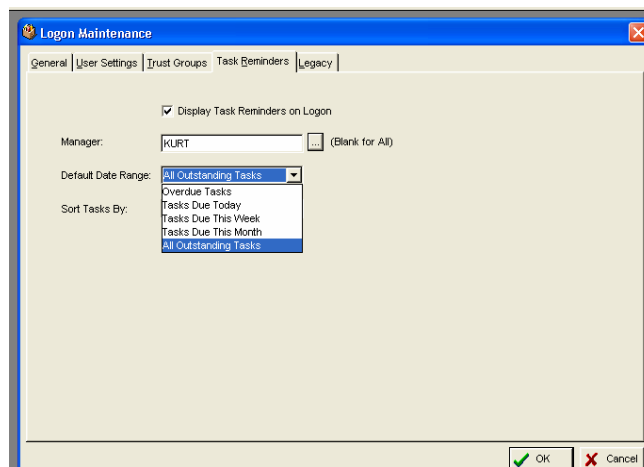 Logon Maintenance
General User Settings Trust Groups Task Reminders Legacy
Display Task Reminders on Logon
Manager: KURT ... (Blank for All)
Default Date Range: All Outstanding Tasks
Overdue Tasks
Tasks Due Today
Sort Tasks By: Tasks Due This Week
Tasks Due This Month
All Outstanding Tasks
OK Cancel